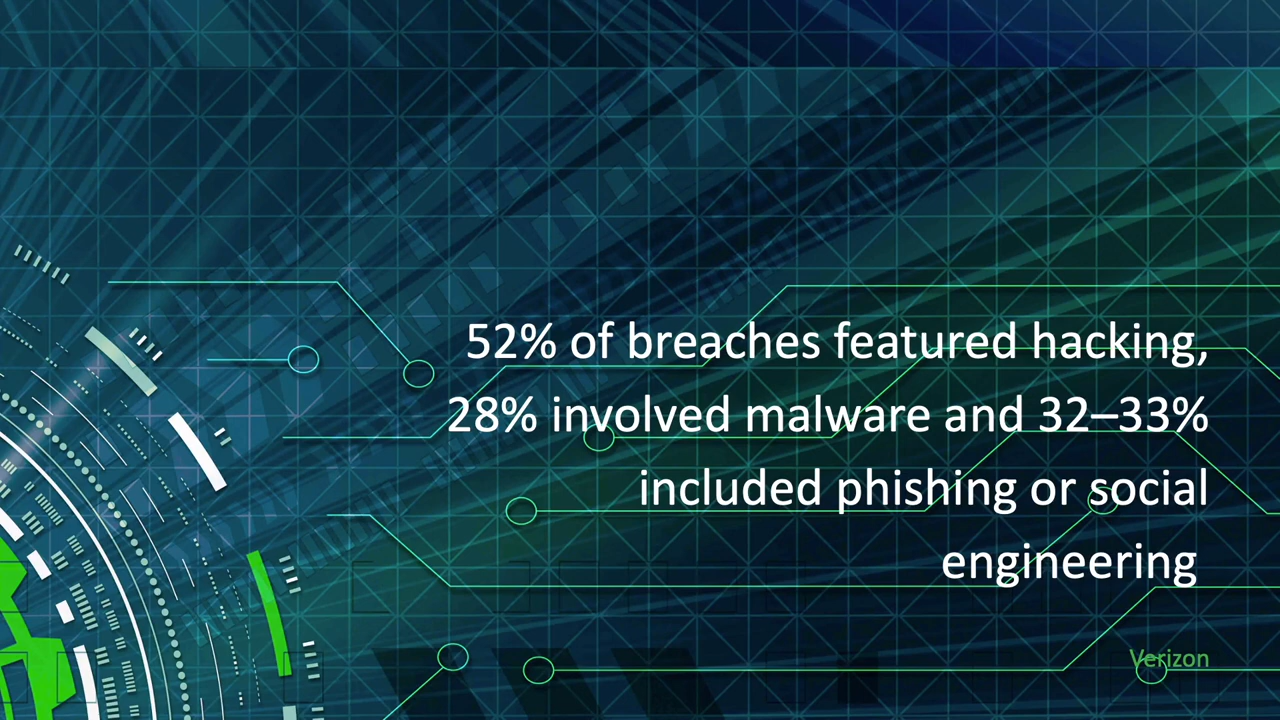 52% of breaches featured hacking,
28% involved malware and 32–33%
included phishing or social
engineering
Verizon